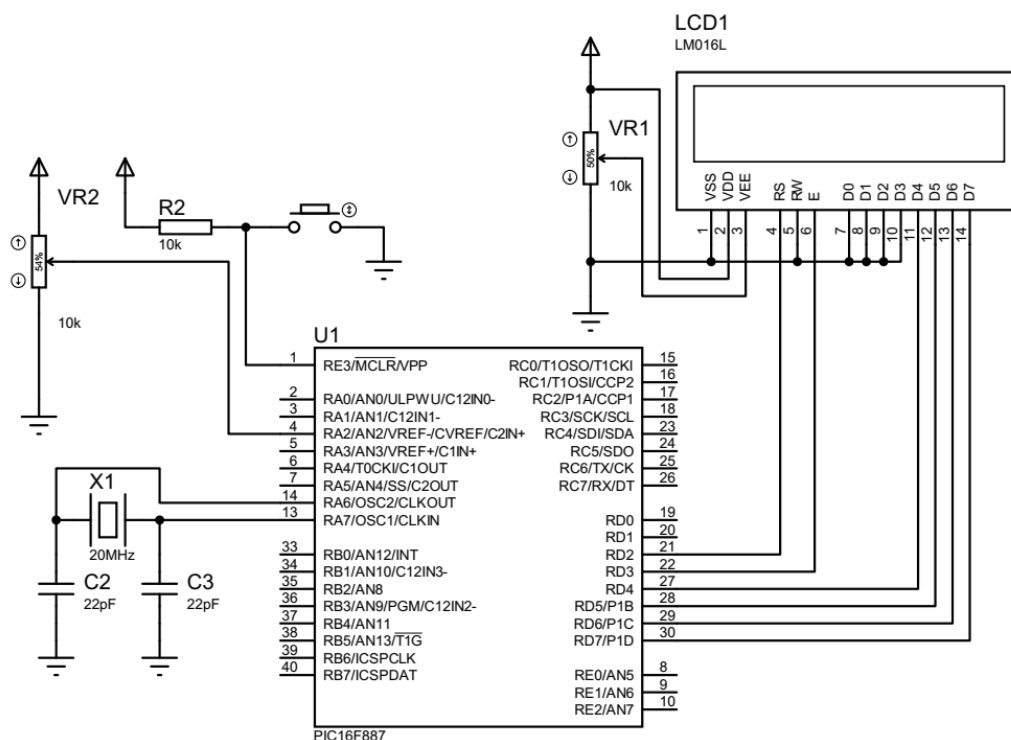 LCD1
LM016L
VR1
50%
10k
VSS
VDD
VEE
RS
RW
E
D0
D1
D2
D3
D4
D5
D6
D7
1
2
3
4
5
6
7
8
9
10
11
12
13
14
VR2
54%
10k
R2
10k
X1
20MHz
C2
22pF
C3
22pF
U1
1 RE3/MCLR/VPP
2 RA0/AN0/ULPWU/C12IN0-
3 RA1/AN1/C12IN1-
4 RA2/AN2/VREF-/CVREF/C2IN+
5 RA3/AN3/VREF+/C1IN+
6 RA4/T0CKI/C1OUT
7 RA5/AN4/SS/C2OUT
14 RA6/OSC2/CLKOUT
13 RA7/OSC1/CLKIN
33 RB0/AN12/INT
34 RB1/AN10/C12IN3-
35 RB2/AN8
36 RB3/AN9/PGM/C12IN2-
37 RB4/AN11
38 RB5/AN13/T1G
39 RB6/ICSPCLK
40 RB7/ICSPDAT
RC0/T1OSO/T1CKI 15
RC1/T1OSI/CCP2 16
RC2/P1A/CCP1 17
RC3/SCK/SCL 18
RC4/SDI/SDA 23
RC5/SDO 24
RC6/TX/CK 25
RC7/RX/DT 26
RD0 19
RD1 20
RD2 21
RD3 22
RD4 27
RD5/P1B 28
RD6/P1C 29
RD7/P1D 30
RE0/AN5 8
RE1/AN6 9
RE2/AN7 10
PIC16F887